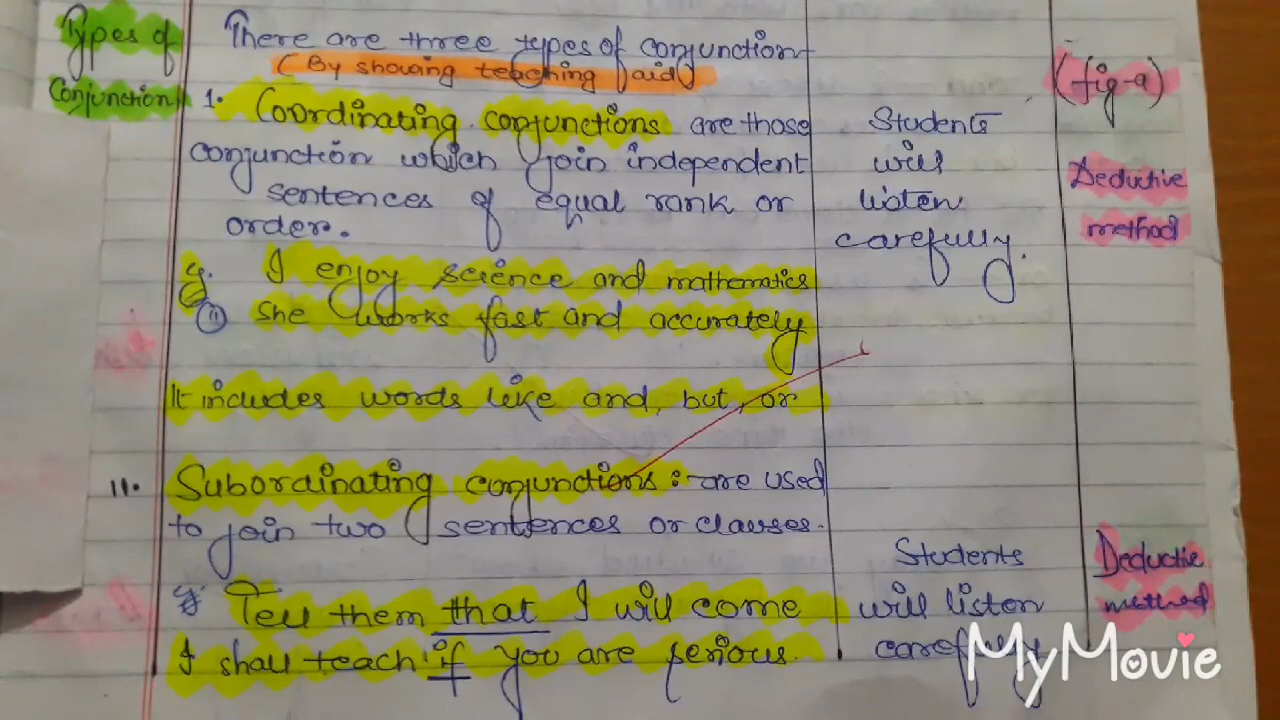 Types of
Conjunction
There are three types of conjunction
(By showing teaching aid)
1. Coordinating conjunctions are those
conjunction which join independent
sentences of equal rank or
order.
eg. I enjoy science and mathematics
(ii) She works fast and accurately
It includes words like and, but, or
Students
will
listen
carefully.
(fig-a)
Deductive
method
11. Subordinating conjunctions :- are used
to join two sentences or clauses.
eg Tell them that I will come
I shall teach if you are serious.
Students
will listen
carefully
Deductive
method
MyMovie